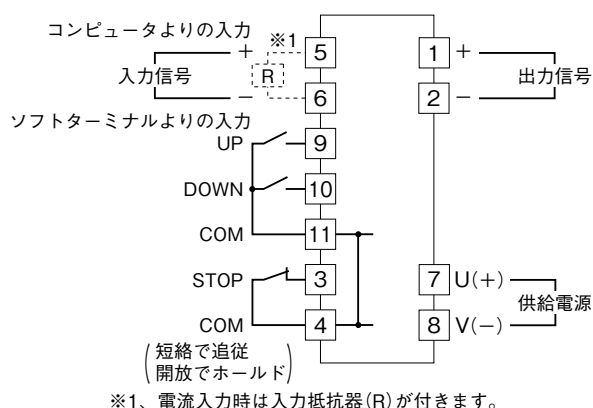 コンピュータよりの入力
※1
+ 5 1 +
入力信号 R 出力信号
− 6 2 −
ソフトターミナルよりの入力
UP 9
DOWN 10
COM 11
STOP 3 7 U(+)
供給電源
COM 4 8 V(−)
(短絡で追従
開放でホールド)
※1、電流入力時は入力抵抗器(R)が付きます。